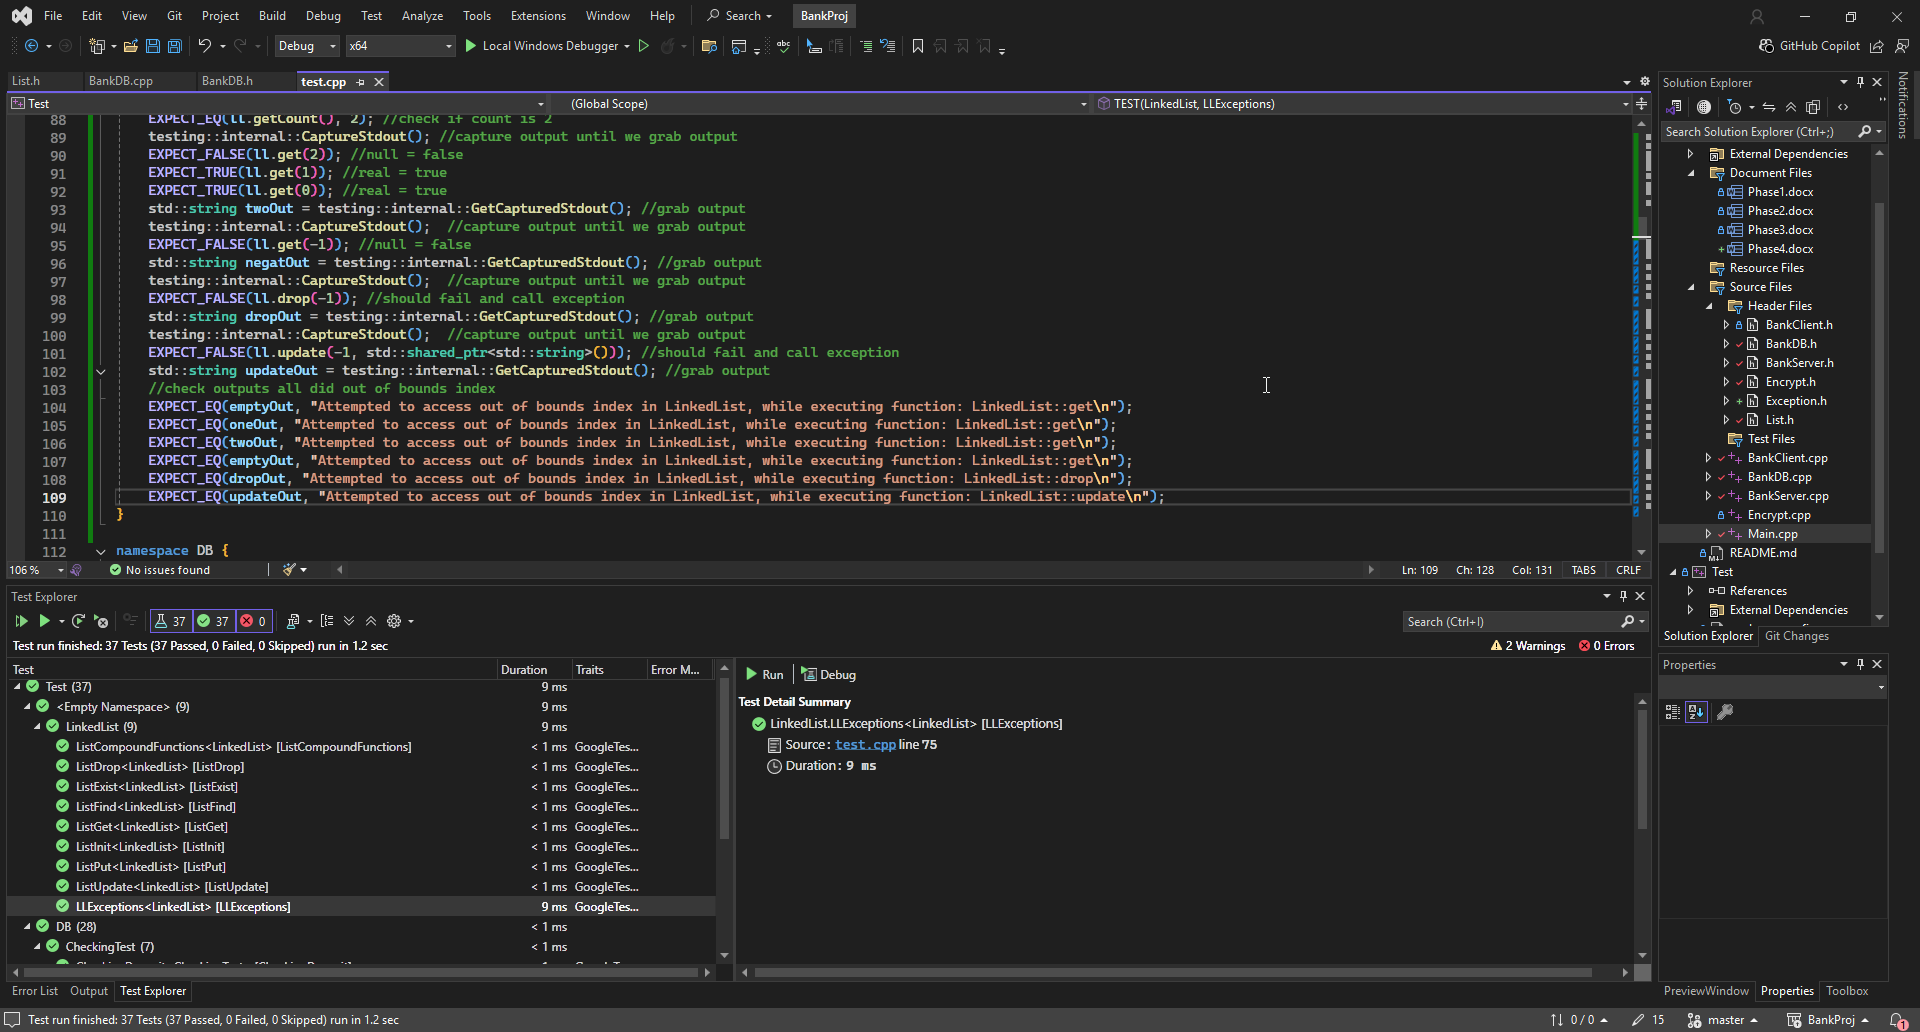 File Edit View Git Project Build Debug Test Analyze Tools Extensions Window Help Search BankProj
Debug x64 Local Windows Debugger GitHub Copilot
List.h BankDB.cpp BankDB.h test.cpp
Test (Global Scope) TEST(LinkedList, LLExceptions)
88 EXPECT_EQ(ll.getCount(), 2); //check if count is 2
89 testing::internal::CaptureStdout(); //capture output until we grab output
90 EXPECT_FALSE(ll.get(2)); //null = false
91 EXPECT_TRUE(ll.get(1)); //real = true
92 EXPECT_TRUE(ll.get(0)); //real = true
93 std::string twoOut = testing::internal::GetCapturedStdout(); //grab output
94 testing::internal::CaptureStdout();  //capture output until we grab output
95 EXPECT_FALSE(ll.get(-1)); //null = false
96 std::string negatOut = testing::internal::GetCapturedStdout(); //grab output
97 testing::internal::CaptureStdout();  //capture output until we grab output
98 EXPECT_FALSE(ll.drop(-1)); //should fail and call exception
99 std::string dropOut = testing::internal::GetCapturedStdout(); //grab output
100 testing::internal::CaptureStdout();  //capture output until we grab output
101 EXPECT_FALSE(ll.update(-1, std::shared_ptr<std::string>())); //should fail and call exception
102 std::string updateOut = testing::internal::GetCapturedStdout(); //grab output
103 //check outputs all did out of bounds index
104 EXPECT_EQ(emptyOut, "Attempted to access out of bounds index in LinkedList, while executing function: LinkedList::get\n");
105 EXPECT_EQ(oneOut, "Attempted to access out of bounds index in LinkedList, while executing function: LinkedList::get\n");
106 EXPECT_EQ(twoOut, "Attempted to access out of bounds index in LinkedList, while executing function: LinkedList::get\n");
107 EXPECT_EQ(emptyOut, "Attempted to access out of bounds index in LinkedList, while executing function: LinkedList::get\n");
108 EXPECT_EQ(dropOut, "Attempted to access out of bounds index in LinkedList, while executing function: LinkedList::drop\n");
109 EXPECT_EQ(updateOut, "Attempted to access out of bounds index in LinkedList, while executing function: LinkedList::update\n");
110 }
111
112 namespace DB {
106 % No issues found Ln: 109 Ch: 128 Col: 131 TABS CRLF
Test Explorer
37 37 0 Search (Ctrl+I)
Test run finished: 37 Tests (37 Passed, 0 Failed, 0 Skipped) run in 1.2 sec 2 Warnings 0 Errors
Test Duration Traits Error M...
Test (37) 9 ms
<Empty Namespace> (9) 9 ms
LinkedList (9) 9 ms
ListCompoundFunctions<LinkedList> [ListCompoundFunctions] < 1 ms GoogleTes...
ListDrop<LinkedList> [ListDrop] < 1 ms GoogleTes...
ListExist<LinkedList> [ListExist] < 1 ms GoogleTes...
ListFind<LinkedList> [ListFind] < 1 ms GoogleTes...
ListGet<LinkedList> [ListGet] < 1 ms GoogleTes...
ListInit<LinkedList> [ListInit] < 1 ms GoogleTes...
ListPut<LinkedList> [ListPut] < 1 ms GoogleTes...
ListUpdate<LinkedList> [ListUpdate] < 1 ms GoogleTes...
LLExceptions<LinkedList> [LLExceptions] 9 ms GoogleTes...
DB (28) < 1 ms
CheckingTest (7) < 1 ms
Run Debug
Test Detail Summary
LinkedList.LLExceptions<LinkedList> [LLExceptions]
Source: test.cpp line 75
Duration: 9 ms
Error List Output Test Explorer
Solution Explorer
Search Solution Explorer (Ctrl+;)
External Dependencies
Document Files
Phase1.docx
Phase2.docx
Phase3.docx
Phase4.docx
Resource Files
Source Files
Header Files
BankClient.h
BankDB.h
BankServer.h
Encrypt.h
Exception.h
List.h
Test Files
BankClient.cpp
BankDB.cpp
BankServer.cpp
Encrypt.cpp
Main.cpp
README.md
Test
References
External Dependencies
Solution Explorer Git Changes
Properties
PreviewWindow Properties Toolbox
Notifications
Test run finished: 37 Tests (37 Passed, 0 Failed, 0 Skipped) run in 1.2 sec 0 / 0 15 master BankProj 1